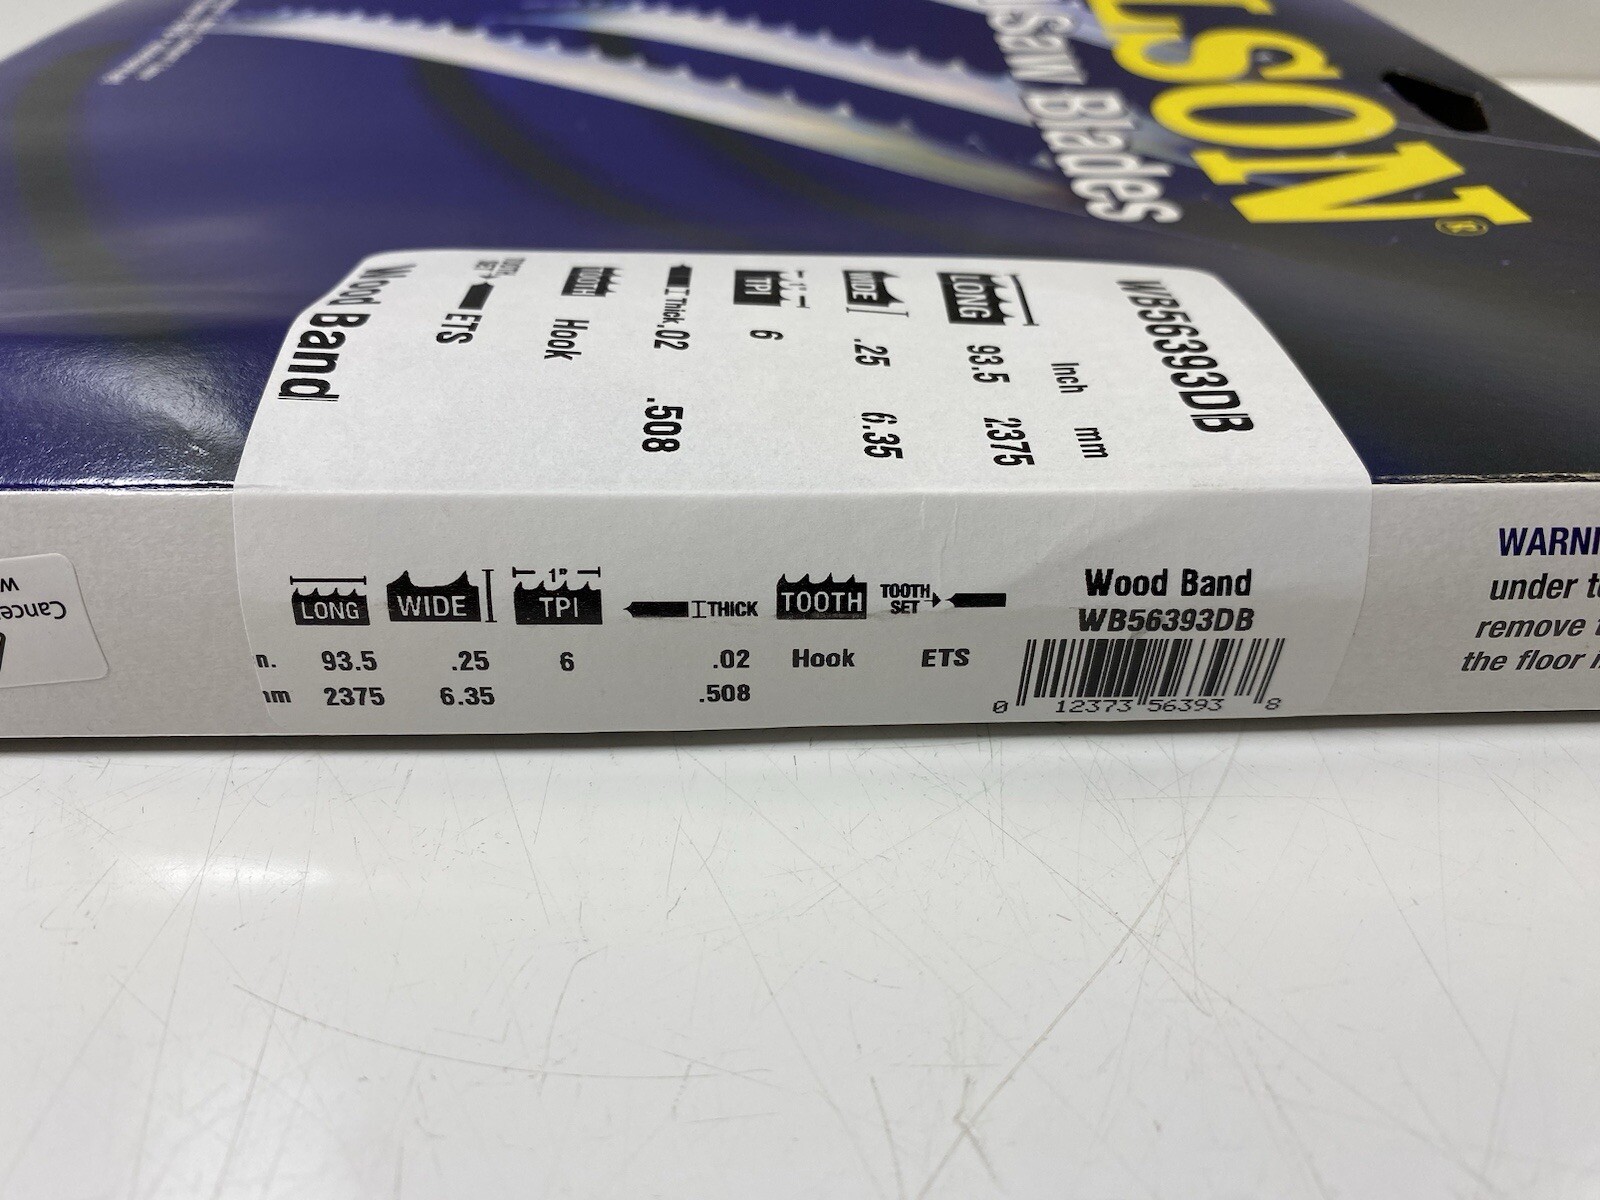 LSON®
Blades
WB56393DB
Inch mm
LONG 93.5 2375
WIDE .25 6.35
TPI 6
Thick .02 .508
TOOTH Hook
TOOTH SET ETS
Wood Band
LONG WIDE 1" TPI THICK TOOTH TOOTH SET
n. 93.5 .25 6 .02 Hook ETS
mm 2375 6.35 .508
Wood Band
WB56393DB
0 12373 56393 8
WARNI
under t
remove t
the floor i
Cance
W